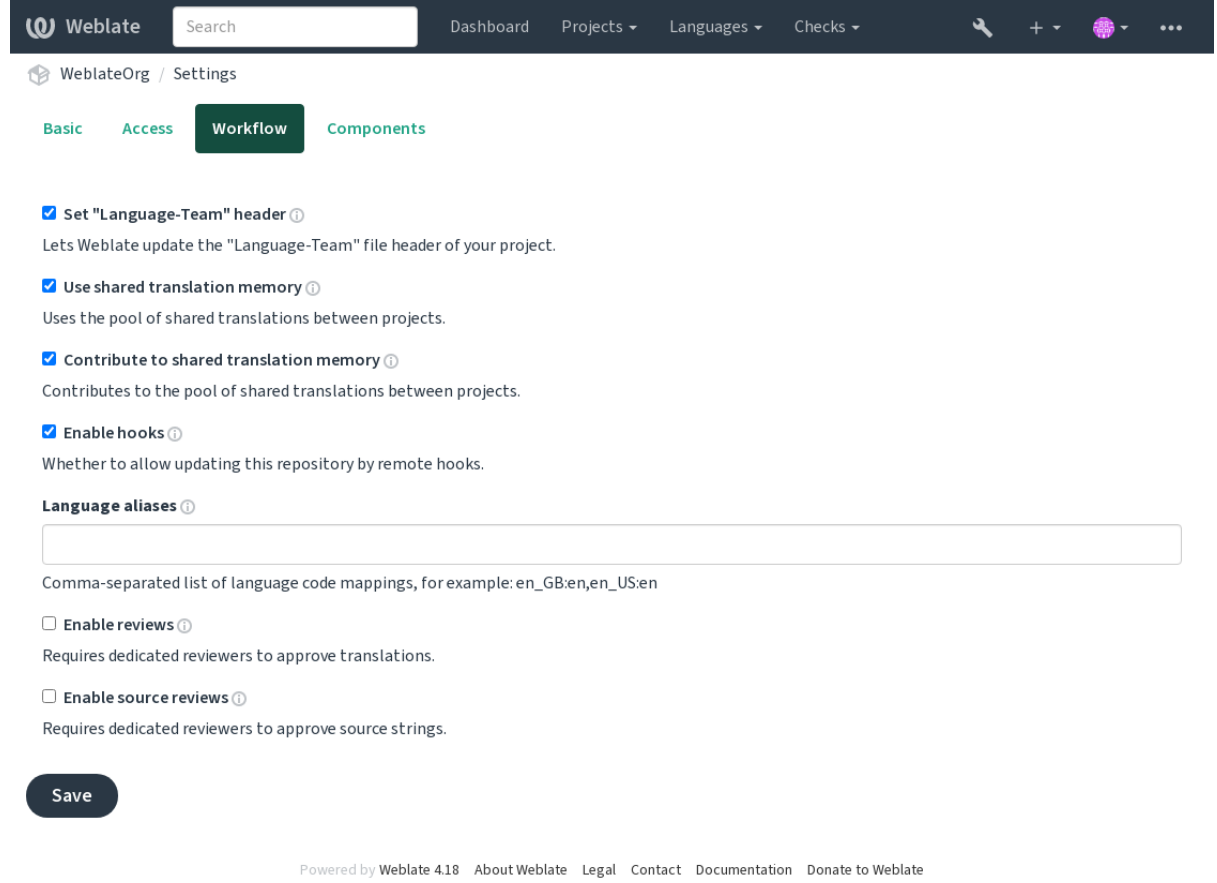 Weblate Search Dashboard Projects Languages Checks
WeblateOrg / Settings
Basic Access Workflow Components
Set "Language-Team" header
Lets Weblate update the "Language-Team" file header of your project.
Use shared translation memory
Uses the pool of shared translations between projects.
Contribute to shared translation memory
Contributes to the pool of shared translations between projects.
Enable hooks
Whether to allow updating this repository by remote hooks.
Language aliases
Comma-separated list of language code mappings, for example: en_GB:en,en_US:en
Enable reviews
Requires dedicated reviewers to approve translations.
Enable source reviews
Requires dedicated reviewers to approve source strings.
Save
Powered by Weblate 4.18 About Weblate Legal Contact Documentation Donate to Weblate